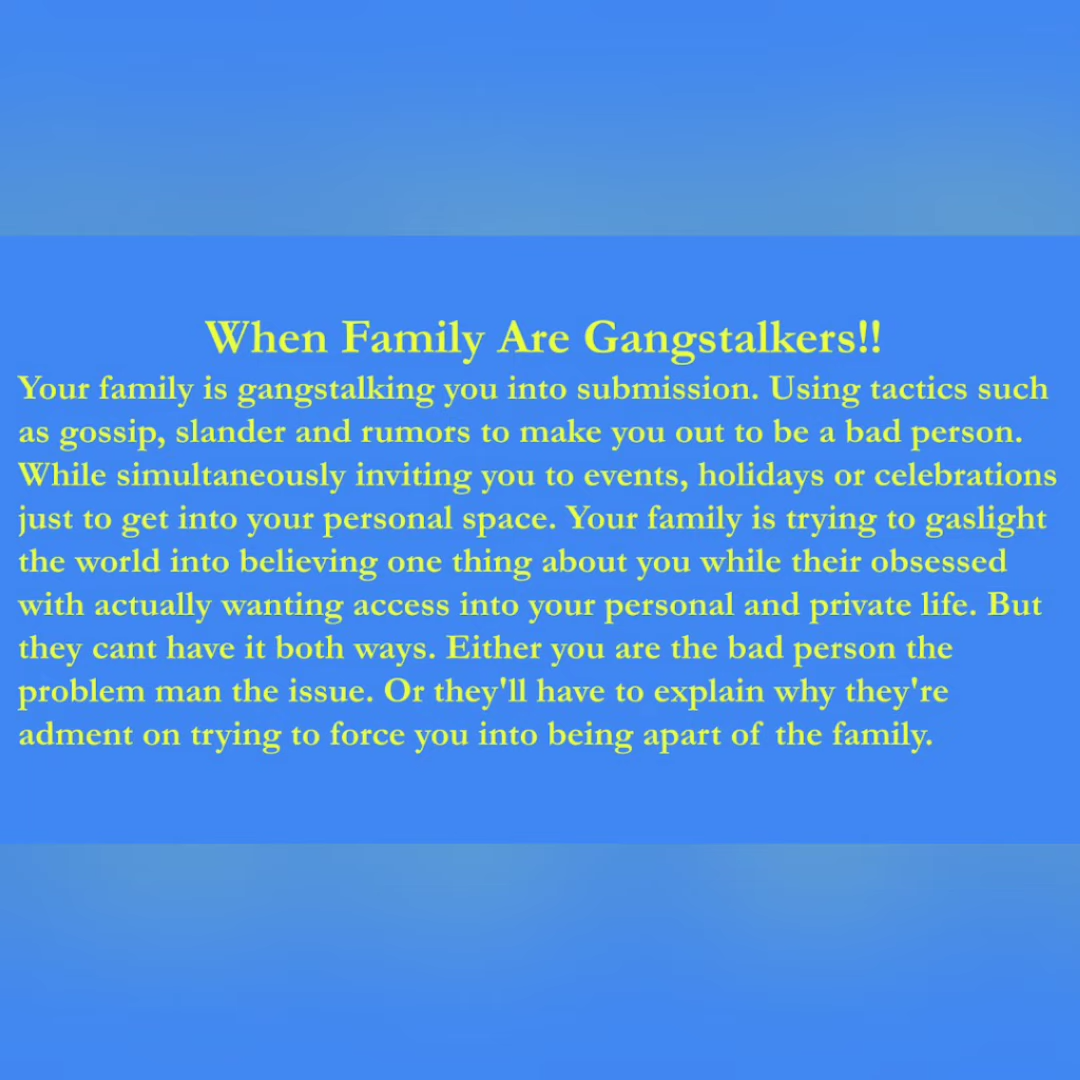 When Family Are Gangstalkers!!
Your family is gangstalking you into submission. Using tactics such
as gossip, slander and rumors to make you out to be a bad person.
While simultaneously inviting you to events, holidays or celebrations
just to get into your personal space. Your family is trying to gaslight
the world into believing one thing about you while their obsessed
with actually wanting access into your personal and private life. But
they cant have it both ways. Either you are the bad person the
problem man the issue. Or they'll have to explain why they're
adment on trying to force you into being apart of the family.